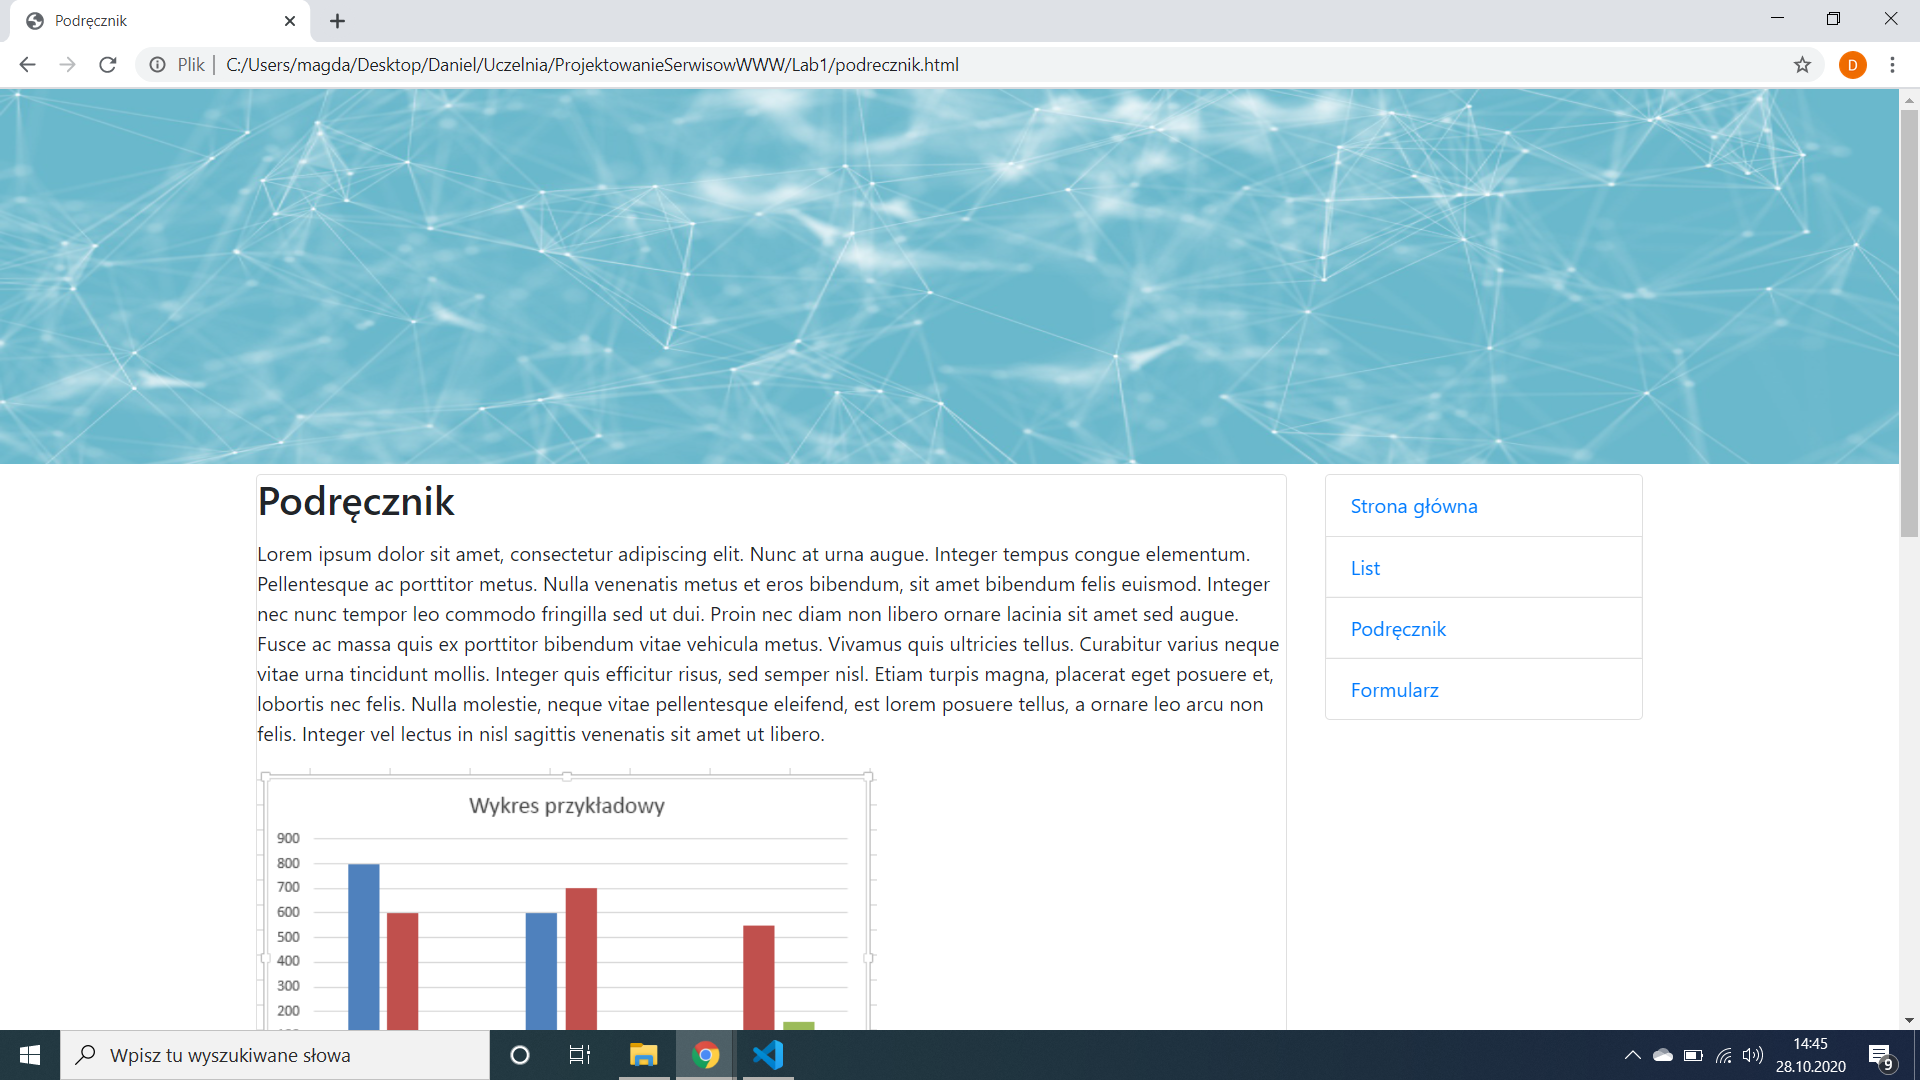 Podręcznik
Plik | C:/Users/magda/Desktop/Daniel/Uczelnia/ProjektowanieSerwisowWWW/Lab1/podrecznik.html
D
Podręcznik
Lorem ipsum dolor sit amet, consectetur adipiscing elit. Nunc at urna augue. Integer tempus congue elementum.
Pellentesque ac porttitor metus. Nulla venenatis metus et eros bibendum, sit amet bibendum felis euismod. Integer
nec nunc tempor leo commodo fringilla sed ut dui. Proin nec diam non libero ornare lacinia sit amet sed augue.
Fusce ac massa quis ex porttitor bibendum vitae vehicula metus. Vivamus quis ultricies tellus. Curabitur varius neque
vitae urna tincidunt mollis. Integer quis efficitur risus, sed semper nisl. Etiam turpis magna, placerat eget posuere et,
lobortis nec felis. Nulla molestie, neque vitae pellentesque eleifend, est lorem posuere tellus, a ornare leo arcu non
felis. Integer vel lectus in nisl sagittis venenatis sit amet ut libero.
Wykres przykładowy
900
800
700
600
500
400
300
200
Strona główna
List
Podręcznik
Formularz
Wpisz tu wyszukiwane słowa
14:45
28.10.2020
9